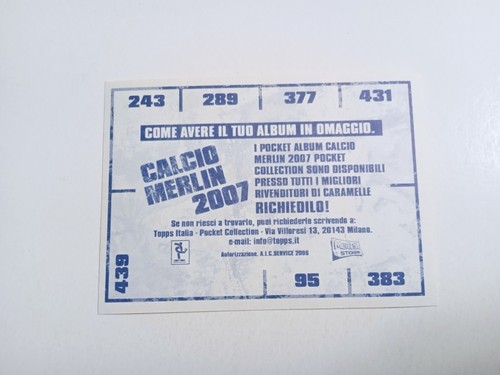 243 289 377 431
COME AVERE IL TUO ALBUM IN OMAGGIO.
CALCIO
MERLIN
2007
I POCKET ALBUM CALCIO
MERLIN 2007 POCKET
COLLECTION SONO DISPONIBILI
PRESSO TUTTI I MIGLIORI
RIVENDITORI DI CARAMELLE
RICHIEDILO!
Se non riesci a trovarlo, puoi richiederlo scrivendo a:
Topps Italia - Pocket Collection - Via Villoresi 13, 20143 Milano.
e-mail: info@topps.it
Autorizzazione A.I.C. SERVICE 2006
439
95 383